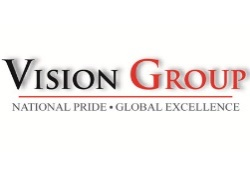 VISION GROUP
NATIONAL PRIDE • GLOBAL EXCELLENCE